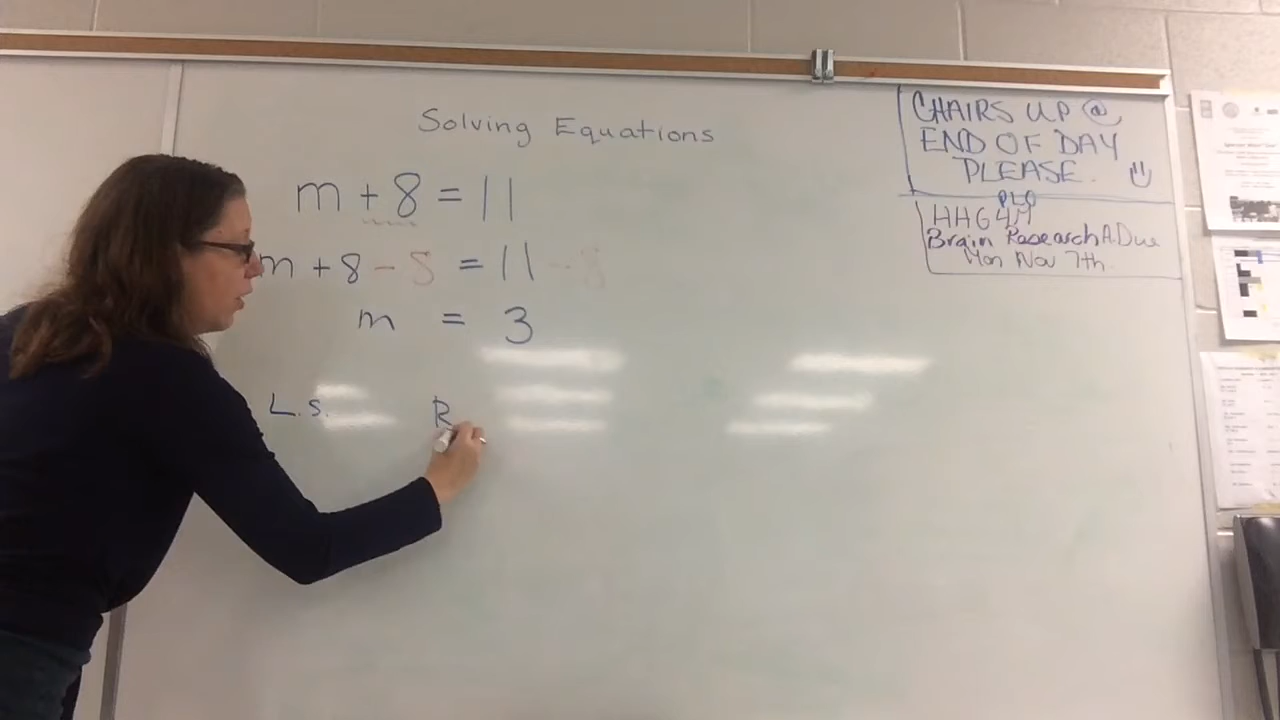 Solving Equations
m + 8 = 11
m + 8 - 8 = 11 - 8
m = 3
L.S. R
CHAIRS UP @
END OF DAY
PLEASE.
PLQ
HHG4M
Brain Research A. Due
Mon Nov 7th.